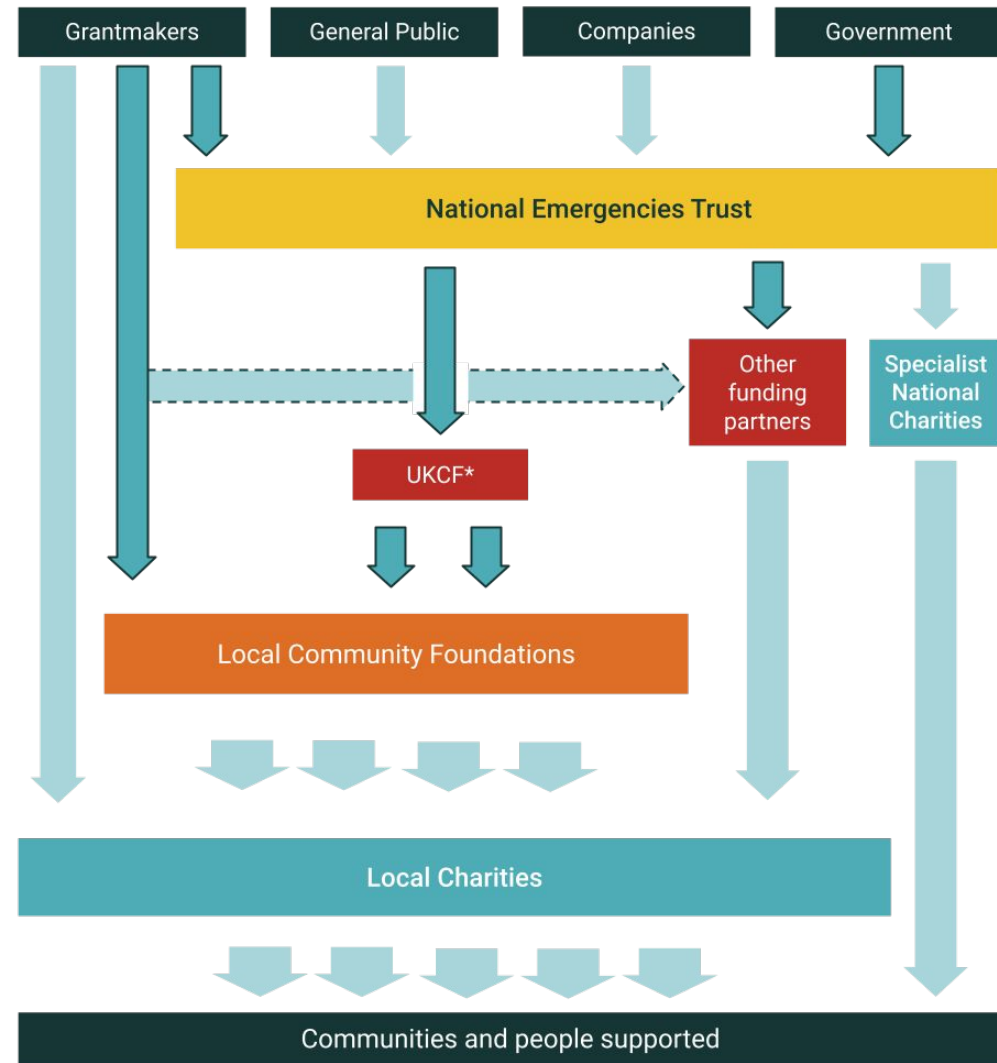 Grantmakers
General Public
Companies
Government
National Emergencies Trust
Other
funding
partners
Specialist
National
Charities
UKCF*
Local Community Foundations
Local Charities
Communities and people supported